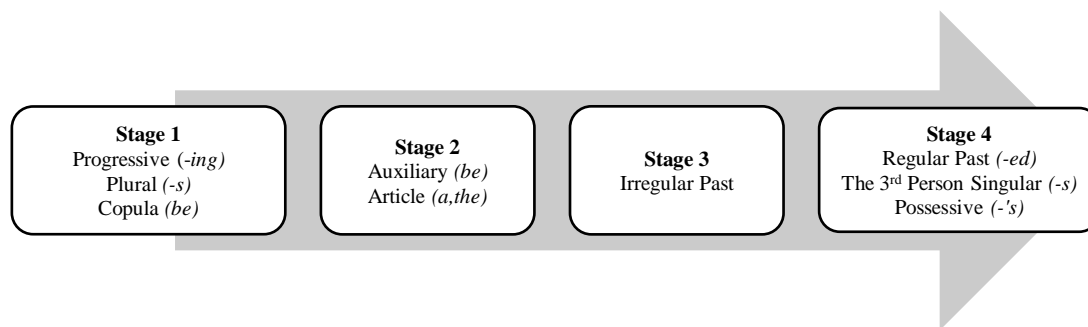 Stage 1
Progressive (-ing)
Plural (-s)
Copula (be)
Stage 2
Auxiliary (be)
Article (a,the)
Stage 3
Irregular Past
Stage 4
Regular Past (-ed)
The 3rd Person Singular (-s)
Possessive (-'s)